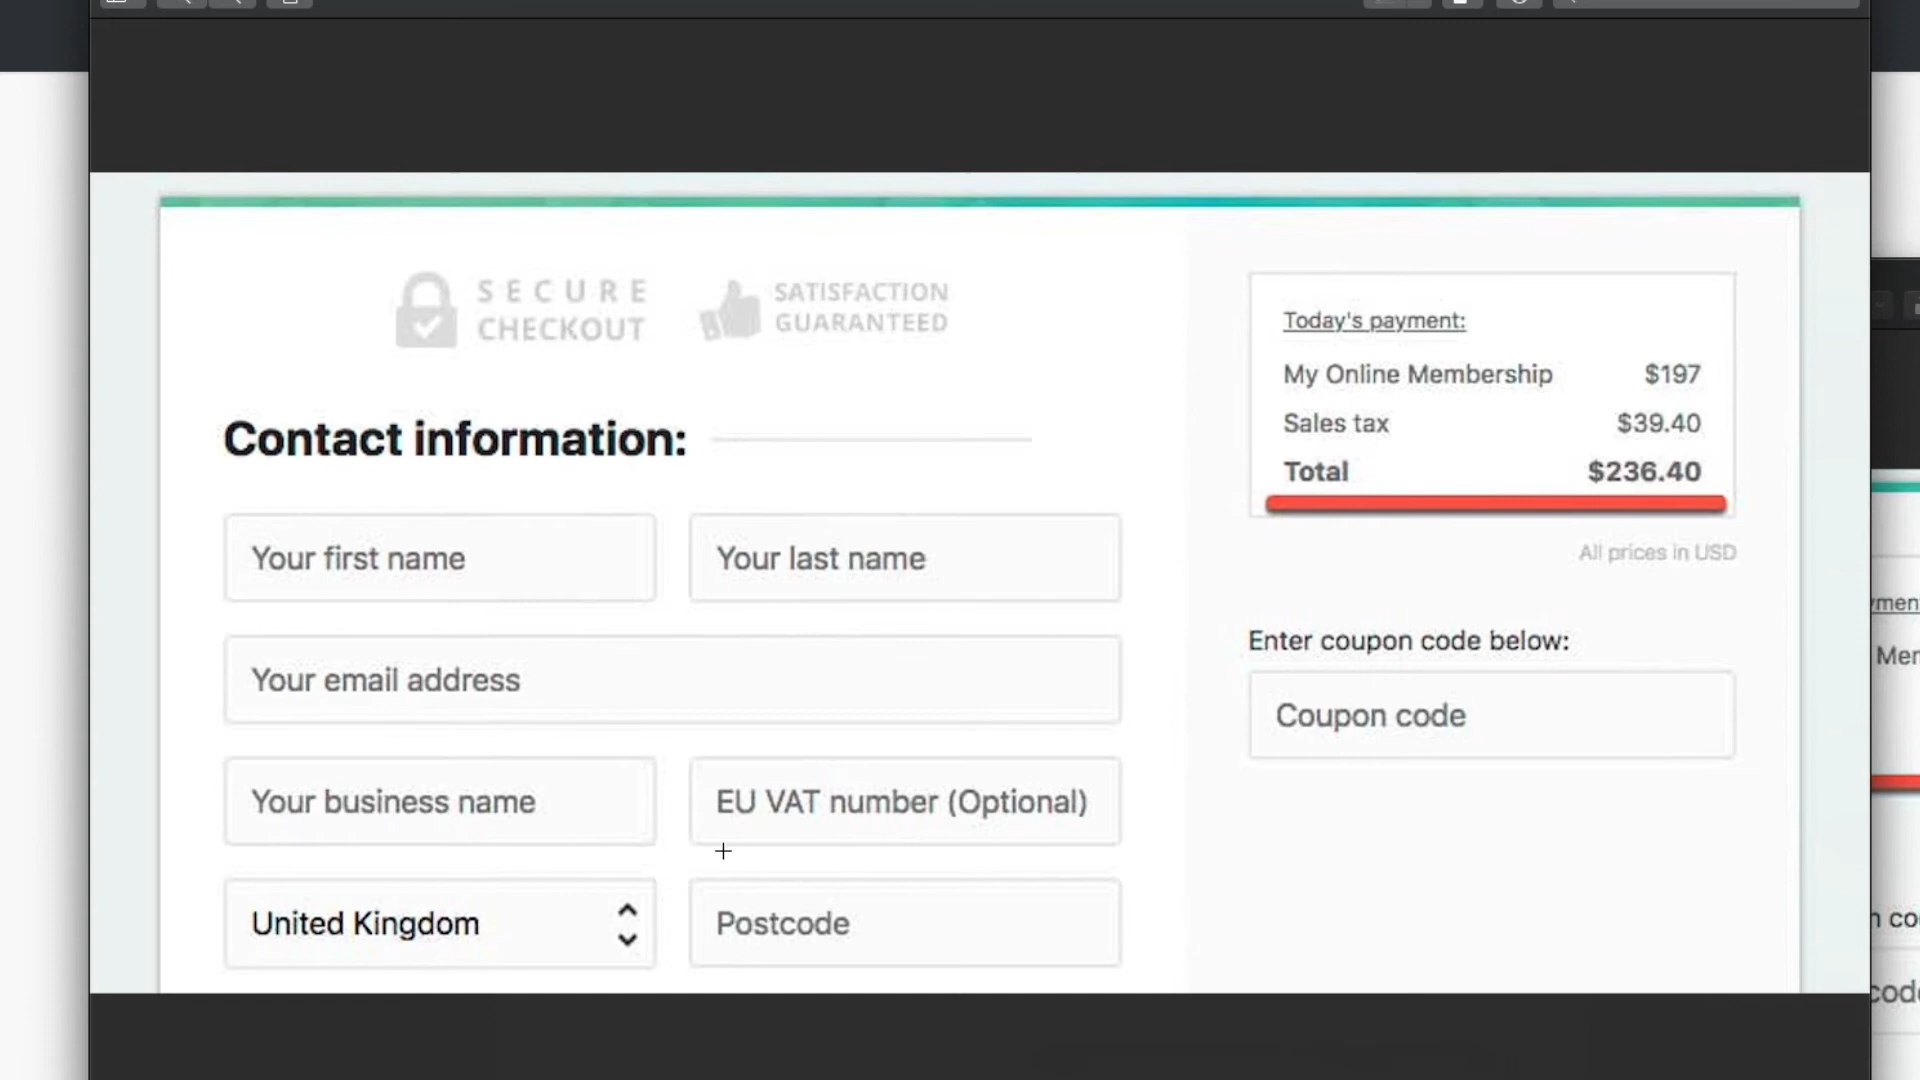 SECURE
CHECKOUT
SATISFACTION
GUARANTEED
Contact information:
Your first name
Your last name
Your email address
Your business name
EU VAT number (Optional)
United Kingdom
Postcode
Today's payment:
My Online Membership $197
Sales tax $39.40
Total $236.40
All prices in USD
Enter coupon code below:
Coupon code